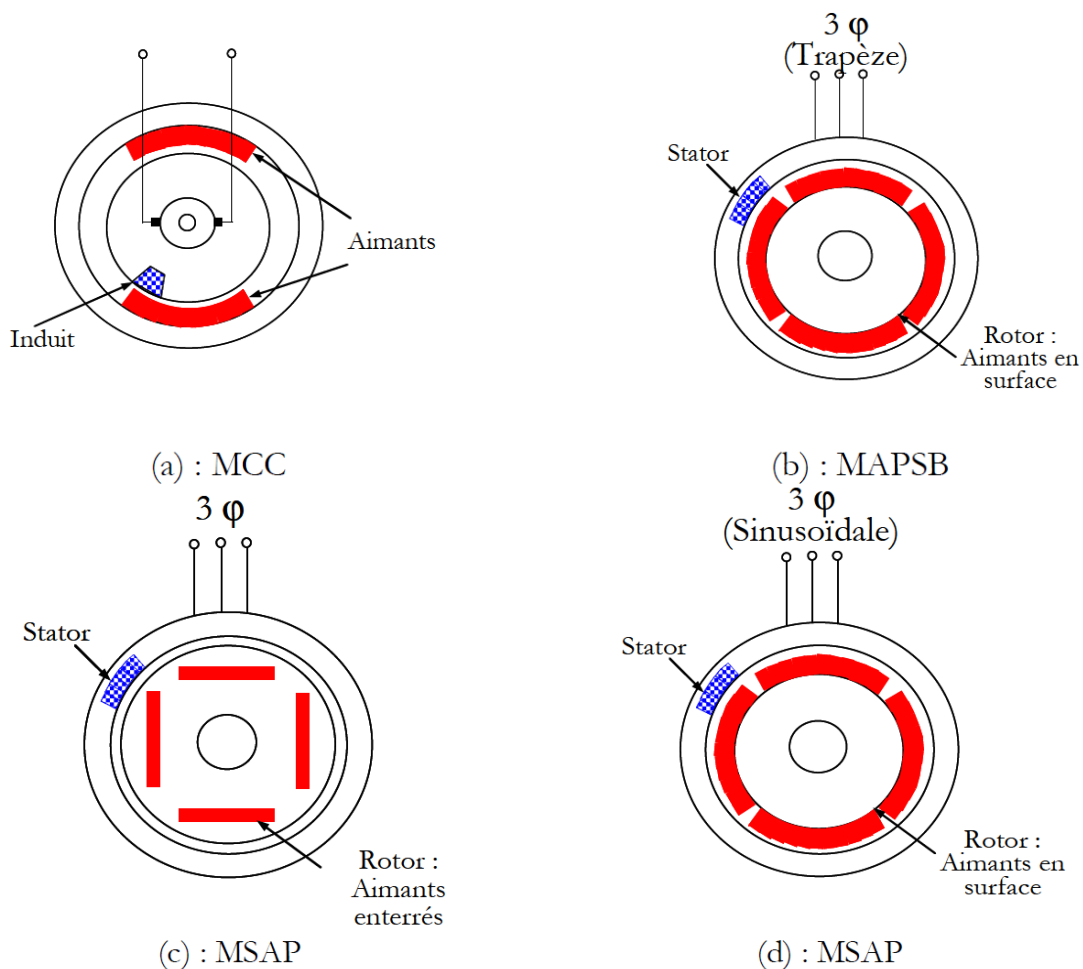 Aimants
Induit
(a) : MCC
3 φ
(Trapèze)
Stator
Rotor :
Aimants en
surface
(b) : MAPSB
3 φ
Stator
Rotor :
Aimants
enterrés
(c) : MSAP
3 φ
(Sinusoïdale)
Stator
Rotor :
Aimants en
surface
(d) : MSAP